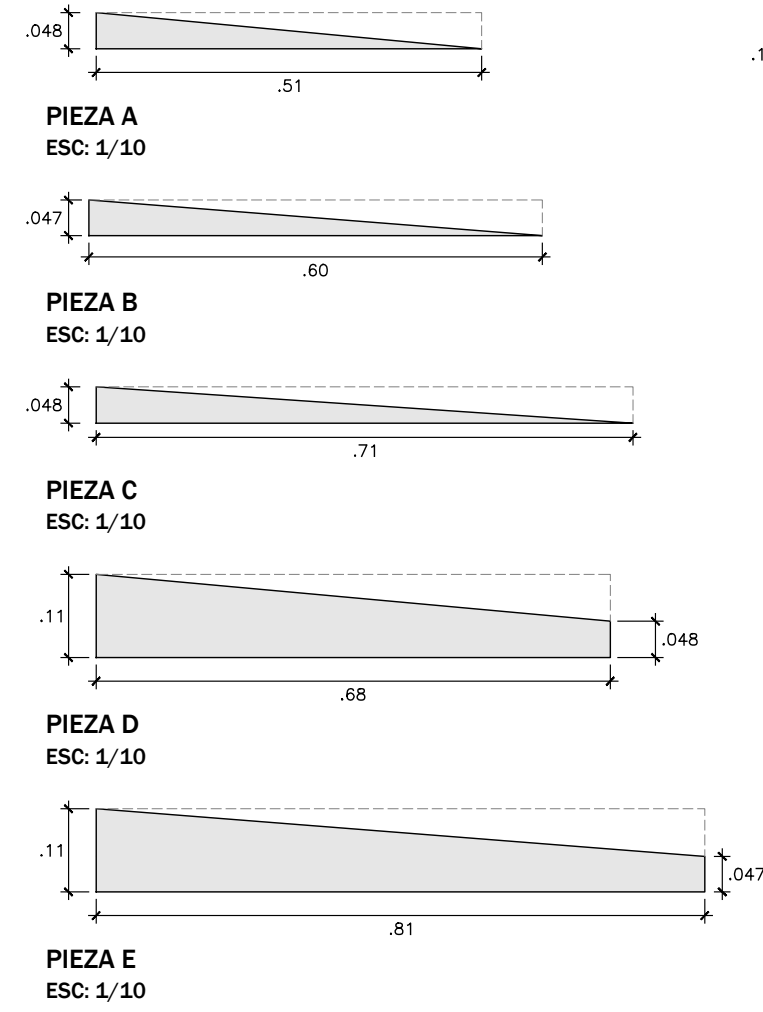 .048
.51
.1
PIEZA A
ESC: 1/10
.047
.60
PIEZA B
ESC: 1/10
.048
.71
PIEZA C
ESC: 1/10
.11
.048
.68
PIEZA D
ESC: 1/10
.11
.047
.81
PIEZA E
ESC: 1/10